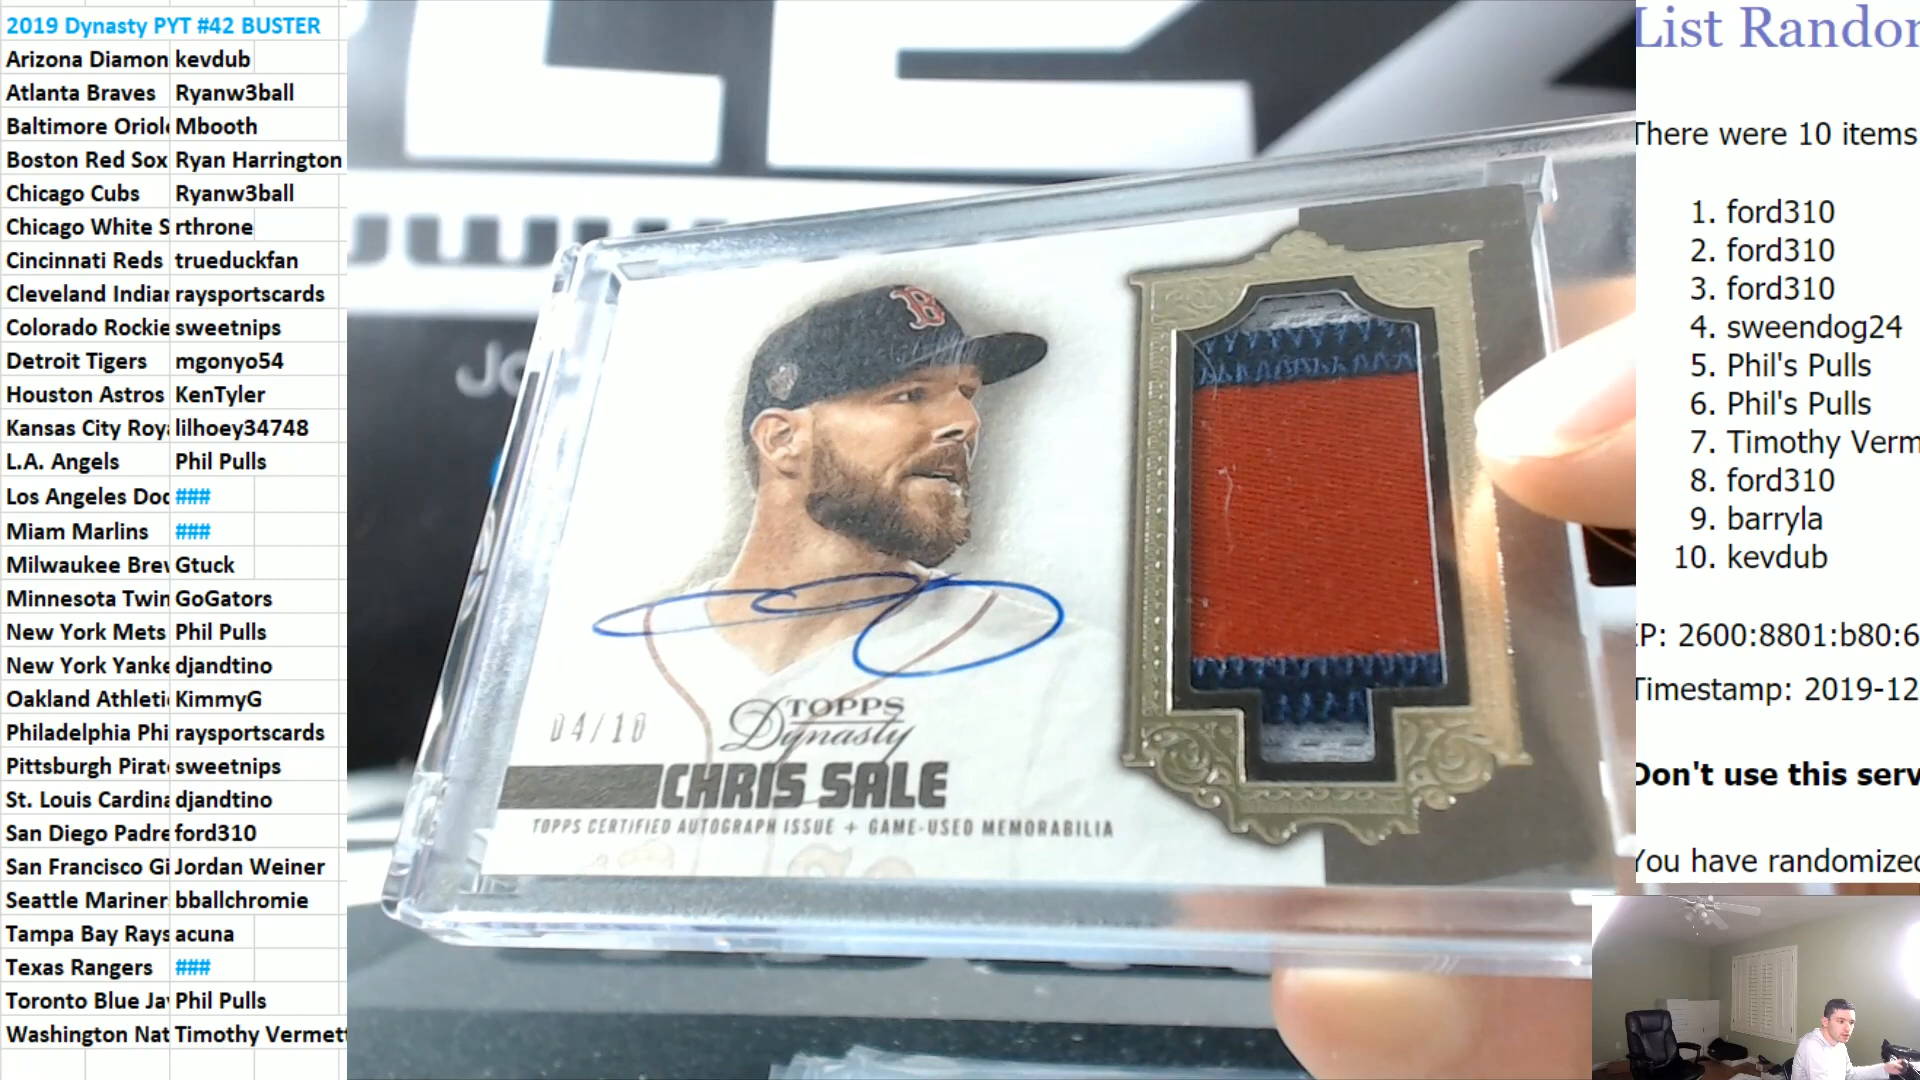 2019 Dynasty PYT #42 BUSTER
Arizona Diamon kevdub
Atlanta Braves Ryanw3ball
Baltimore Oriol Mbooth
Boston Red Sox Ryan Harrington
Chicago Cubs Ryanw3ball
Chicago White S rthrone
Cincinnati Reds trueduckfan
Cleveland Indian raysportscards
Colorado Rockie sweetnips
Detroit Tigers mgonyo54
Houston Astros KenTyler
Kansas City Roy lilhoey34748
L.A. Angels Phil Pulls
Los Angeles Dod ###
Miam Marlins ###
Milwaukee Brew Gtuck
Minnesota Twin GoGators
New York Mets Phil Pulls
New York Yanke djandtino
Oakland Athleti KimmyG
Philadelphia Phi raysportscards
Pittsburgh Pirat sweetnips
St. Louis Cardina djandtino
San Diego Padre ford310
San Francisco Gi Jordan Weiner
Seattle Mariner bballchromie
Tampa Bay Rays acuna
Texas Rangers ###
Toronto Blue Ja Phil Pulls
Washington Nat Timothy Vermett
B
04/10
TOPPS
Dynasty
CHRIS SALE
TOPPS CERTIFIED AUTOGRAPH ISSUE + GAME-USED MEMORABILIA
List Randor
There were 10 items
1. ford310
2. ford310
3. ford310
4. sweendog24
5. Phil's Pulls
6. Phil's Pulls
7. Timothy Verm
8. ford310
9. barryla
10. kevdub
IP: 2600:8801:b80:6
Timestamp: 2019-12
Don't use this serv
You have randomized